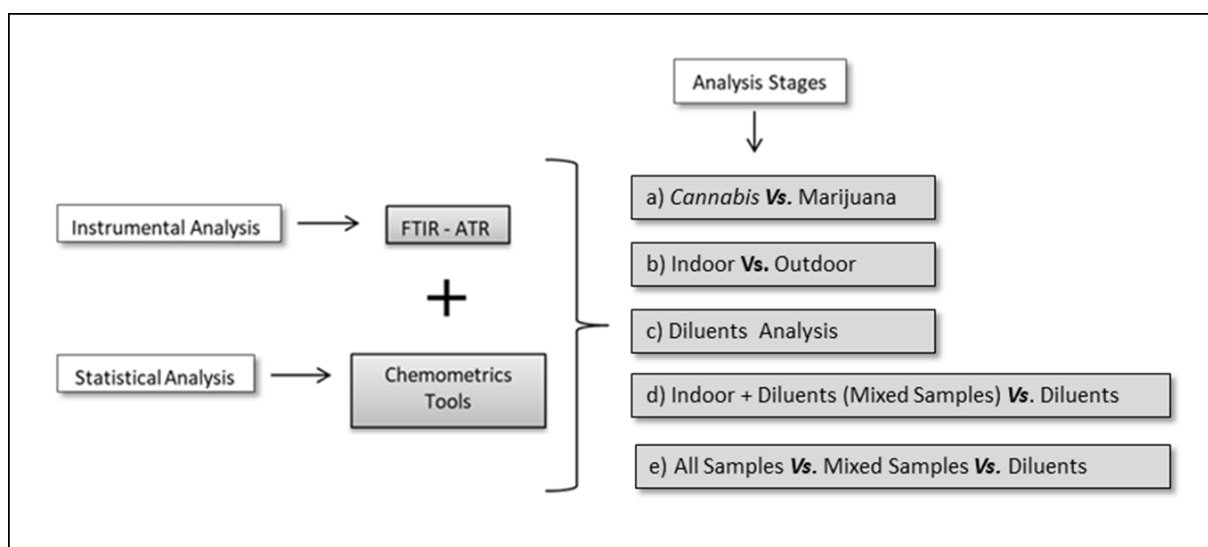 Analysis Stages
a) Cannabis Vs. Marijuana
Instrumental Analysis
FTIR - ATR
b) Indoor Vs. Outdoor
+
c) Diluents Analysis
Statistical Analysis
Chemometrics
Tools
d) Indoor + Diluents (Mixed Samples) Vs. Diluents
e) All Samples Vs. Mixed Samples Vs. Diluents